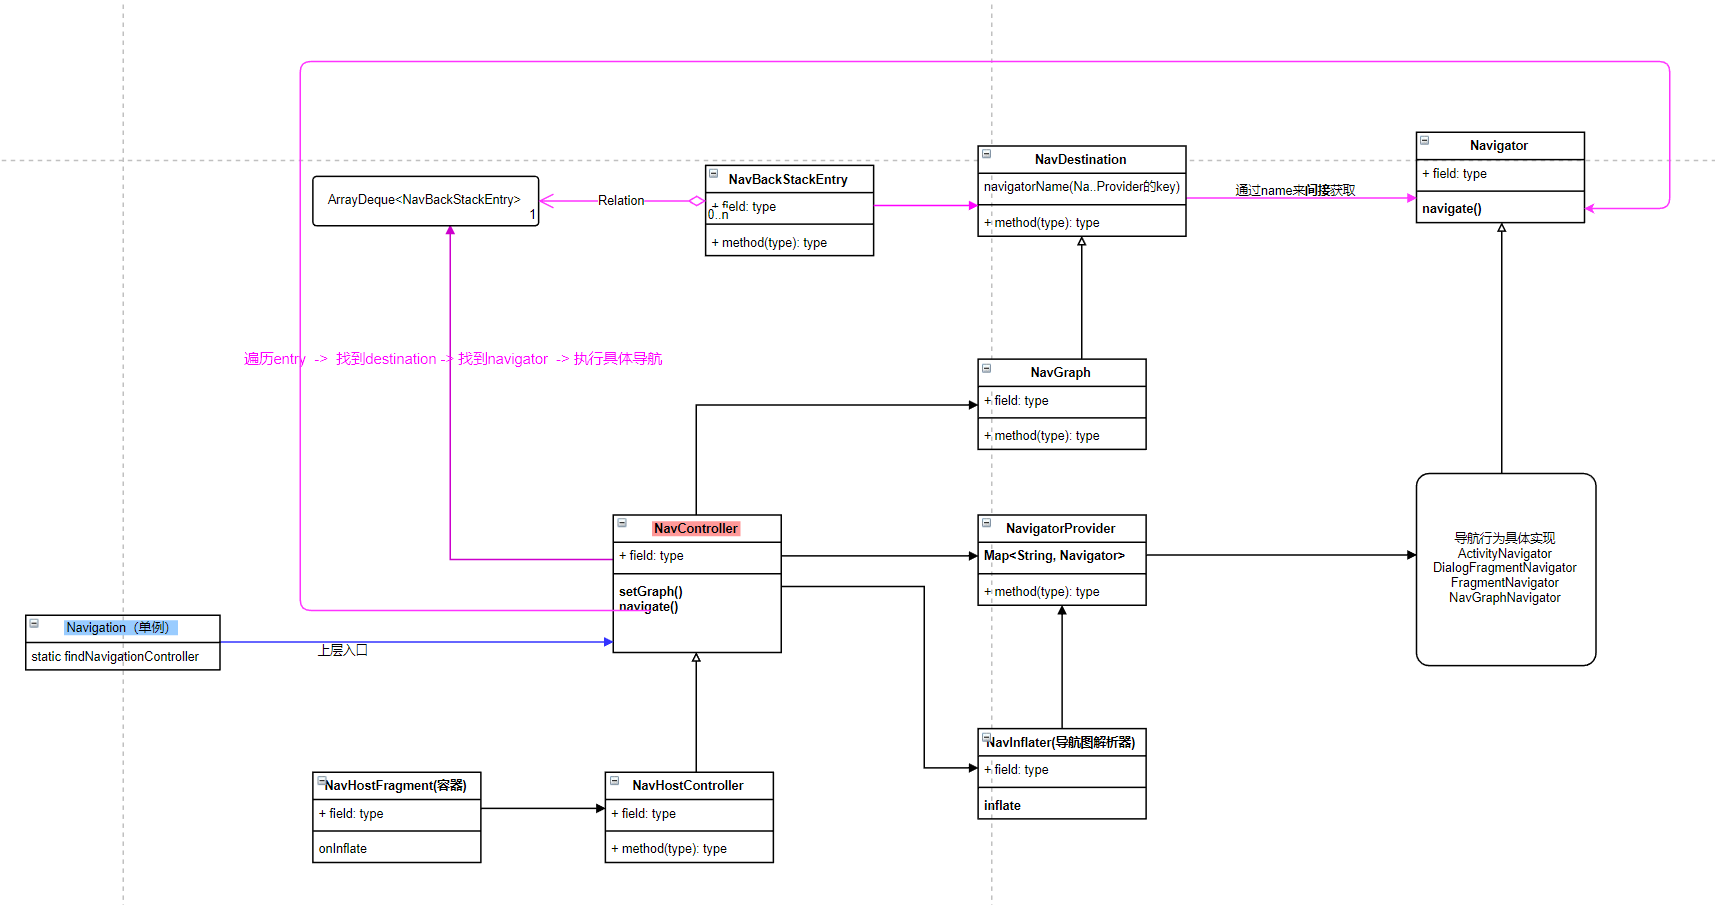 Navigator
+ field: type
navigate()
NavDestination
navigatorName(Na..Provider的key)
+ method(type): type
通过name来间接获取
NavBackStackEntry
+ field: type
0..n
+ method(type): type
Relation
ArrayDeque<NavBackStackEntry>
1
遍历entry -> 找到destination -> 找到navigator -> 执行具体导航
NavGraph
+ field: type
+ method(type): type
NavController
+ field: type
setGraph()
navigate()
NavigatorProvider
Map<String, Navigator>
+ method(type): type
导航行为具体实现
ActivityNavigator
DialogFragmentNavigator
FragmentNavigator
NavGraphNavigator
Navigation（单例）
static findNavigationController
上层入口
NavInflater(导航图解析器)
+ field: type
inflate
NavHostFragment(容器)
+ field: type
onInflate
NavHostController
+ field: type
+ method(type): type